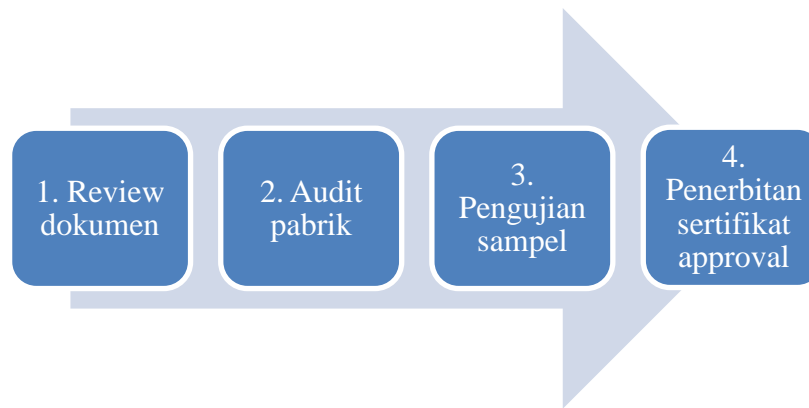 1. Review
dokumen
2. Audit
pabrik
3.
Pengujian
sampel
4.
Penerbitan
sertifikat
approval